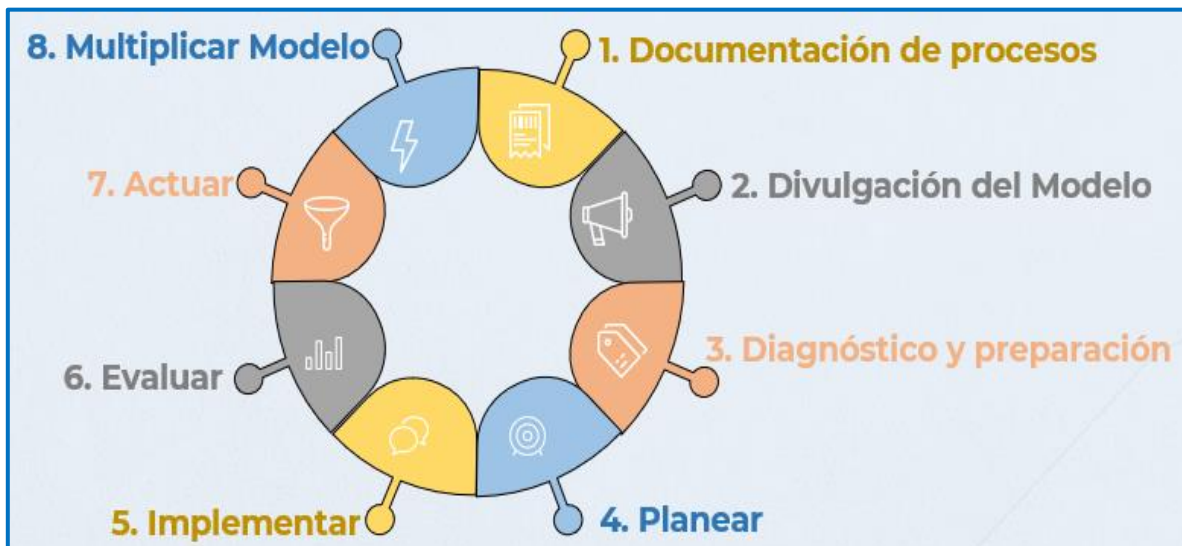 1. Documentación de procesos
2. Divulgación del Modelo
3. Diagnóstico y preparación
4. Planear
5. Implementar
6. Evaluar
7. Actuar
8. Multiplicar Modelo